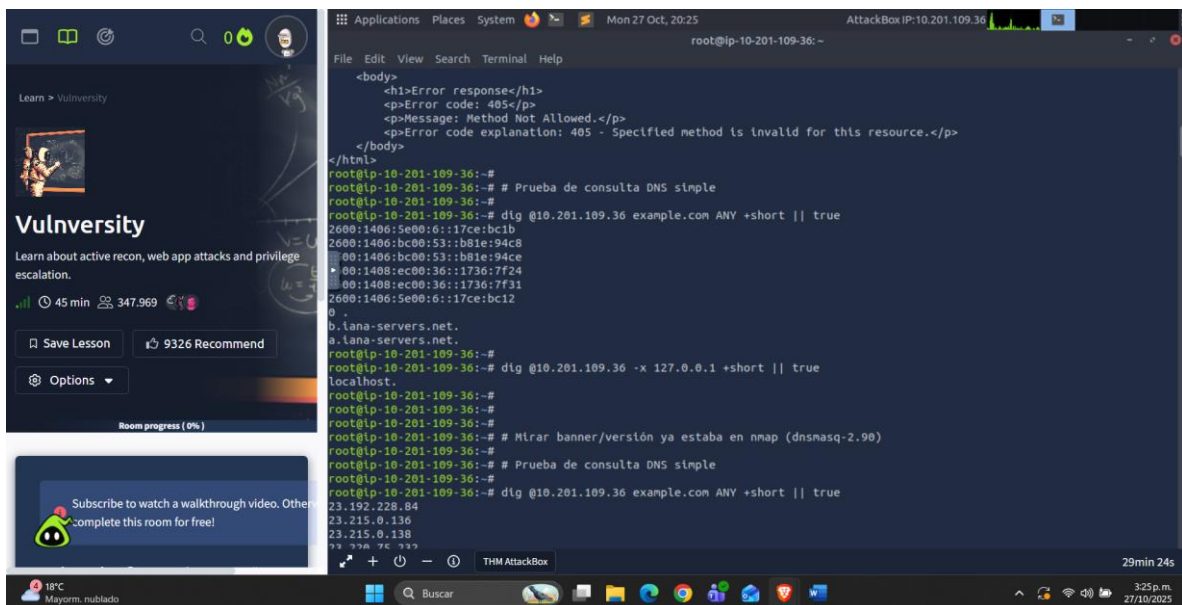 0
Learn > Vulnversity
Vulnversity
Learn about active recon, web app attacks and privilege
escalation.
45 min 347.969
Save Lesson
9326 Recommend
Options
Room progress ( 0% )
Subscribe to watch a walkthrough video. Otherw
complete this room for free!
Applications Places System Mon 27 Oct, 20:25 AttackBox IP:10.201.109.36
root@ip-10-201-109-36: ~
File Edit View Search Terminal Help
<body>
<h1>Error response</h1>
<p>Error code: 405</p>
<p>Message: Method Not Allowed.</p>
<p>Error code explanation: 405 - Specified method is invalid for this resource.</p>
</body>
</html>
root@ip-10-201-109-36:~#
root@ip-10-201-109-36:~# # Prueba de consulta DNS simple
root@ip-10-201-109-36:~#
root@ip-10-201-109-36:~# dig @10.201.109.36 example.com ANY +short || true
2600:1406:5e00:6::17ce:bc1b
2600:1406:bc00:53::b81e:94c8
2600:1406:bc00:53::b81e:94ce
00:1408:ec00:36::1736:7f24
00:1408:ec00:36::1736:7f31
2600:1406:5e00:6::17ce:bc12
0 .
b.iana-servers.net.
a.iana-servers.net.
root@ip-10-201-109-36:~#
root@ip-10-201-109-36:~# dig @10.201.109.36 -x 127.0.0.1 +short || true
localhost.
root@ip-10-201-109-36:~#
root@ip-10-201-109-36:~#
root@ip-10-201-109-36:~#
root@ip-10-201-109-36:~# # Mirar banner/versión ya estaba en nmap (dnsmasq-2.90)
root@ip-10-201-109-36:~#
root@ip-10-201-109-36:~# # Prueba de consulta DNS simple
root@ip-10-201-109-36:~#
root@ip-10-201-109-36:~# dig @10.201.109.36 example.com ANY +short || true
23.192.228.84
23.215.0.136
23.215.0.138
23.220.75.232
THM AttackBox
29min 24s
4
18°C
Mayorm. nublado
Buscar
3:25 p. m.
27/10/2025